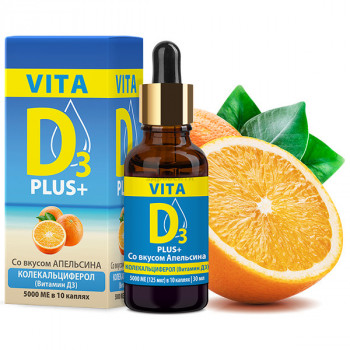 VITA
D3
PLUS+
Со вкусом АПЕЛЬСИНА
КОЛЕКАЛЬЦИФЕРОЛ
(Витамин Д3)
5000 МЕ в 10 каплях
VITA
D3
PLUS+
Со вкусом Апельсина
КОЛЕКАЛЬЦИФЕРОЛ (Витамин Д3)
5000 МЕ (125 мкг) в 10 каплях | 30 мл